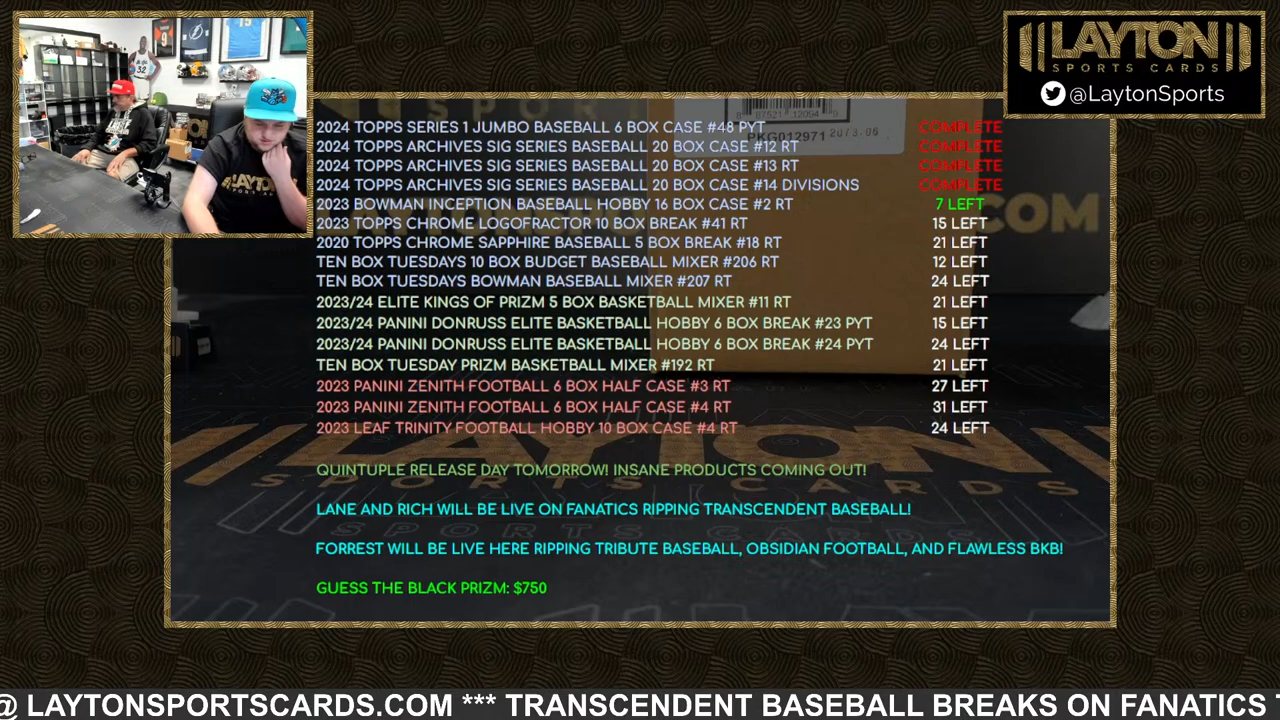 LAYTON
SPORTS CARDS
@LaytonSports
2024 TOPPS SERIES 1 JUMBO BASEBALL 6 BOX CASE #48 PYT COMPLETE
2024 TOPPS ARCHIVES SIG SERIES BASEBALL 20 BOX CASE #12 RT COMPLETE
2024 TOPPS ARCHIVES SIG SERIES BASEBALL 20 BOX CASE #13 RT COMPLETE
2024 TOPPS ARCHIVES SIG SERIES BASEBALL 20 BOX CASE #14 DIVISIONS COMPLETE
2023 BOWMAN INCEPTION BASEBALL HOBBY 16 BOX CASE #2 RT 7 LEFT
2023 TOPPS CHROME LOGOFRACTOR 10 BOX BREAK #41 RT 15 LEFT
2020 TOPPS CHROME SAPPHIRE BASEBALL 5 BOX BREAK #18 RT 21 LEFT
TEN BOX TUESDAYS 10 BOX BUDGET BASEBALL MIXER #206 RT 12 LEFT
TEN BOX TUESDAYS BOWMAN BASEBALL MIXER #207 RT 24 LEFT
2023/24 ELITE KINGS OF PRIZM 5 BOX BASKETBALL MIXER #11 RT 21 LEFT
2023/24 PANINI DONRUSS ELITE BASKETBALL HOBBY 6 BOX BREAK #23 PYT 15 LEFT
2023/24 PANINI DONRUSS ELITE BASKETBALL HOBBY 6 BOX BREAK #24 PYT 24 LEFT
TEN BOX TUESDAY PRIZM BASKETBALL MIXER #192 RT 21 LEFT
2023 PANINI ZENITH FOOTBALL 6 BOX HALF CASE #3 RT 27 LEFT
2023 PANINI ZENITH FOOTBALL 6 BOX HALF CASE #4 RT 31 LEFT
2023 LEAF TRINITY FOOTBALL HOBBY 10 BOX CASE #4 RT 24 LEFT
QUINTUPLE RELEASE DAY TOMORROW! INSANE PRODUCTS COMING OUT!
LANE AND RICH WILL BE LIVE ON FANATICS RIPPING TRANSCENDENT BASEBALL!
FORREST WILL BE LIVE HERE RIPPING TRIBUTE BASEBALL, OBSIDIAN FOOTBALL, AND FLAWLESS BKB!
GUESS THE BLACK PRIZM: $750
@ LAYTONSPORTSCARDS.COM *** TRANSCENDENT BASEBALL BREAKS ON FANATICS
PKG012971
LAYTON
SPORTS CARDS